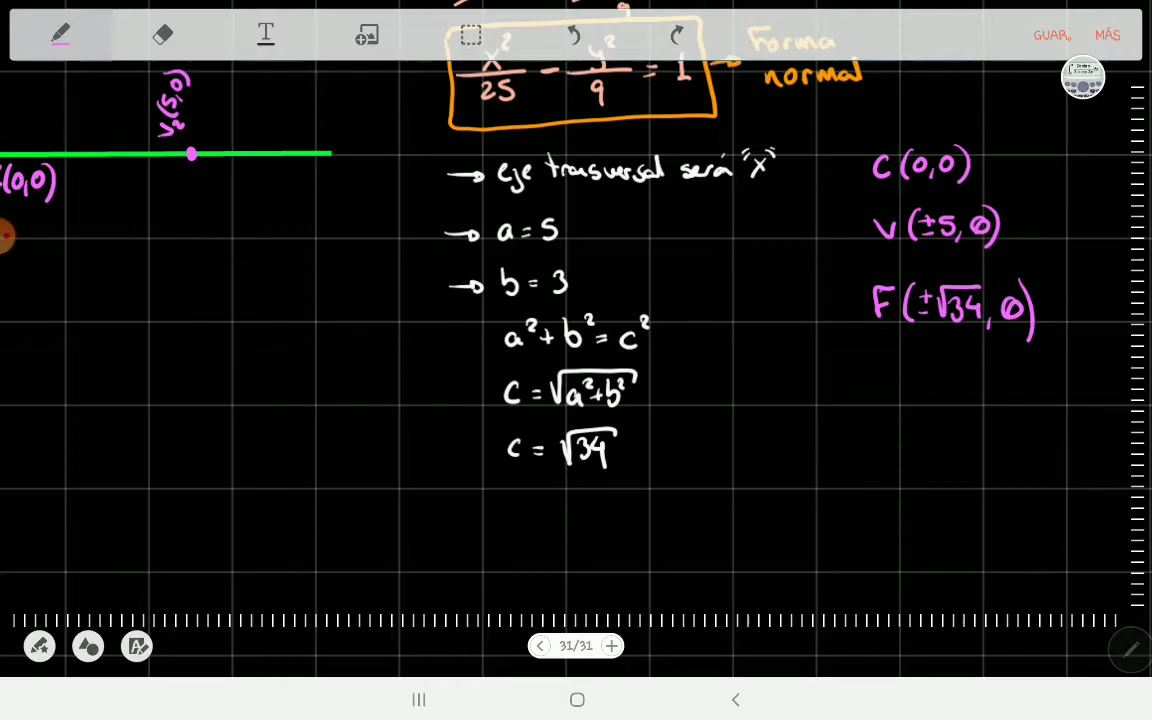 GUAR.
MÁS
9
x² / 25 − y² / 9 = 1
Forma
normal
V₂(5,0)
(0,0)
→ eje transversal será "x"
→ a = 5
→ b = 3
a² + b² = c²
C = √a²+b²
C = √34
C (0,0)
V (±5, 0)
F (±√34, 0)
31/31